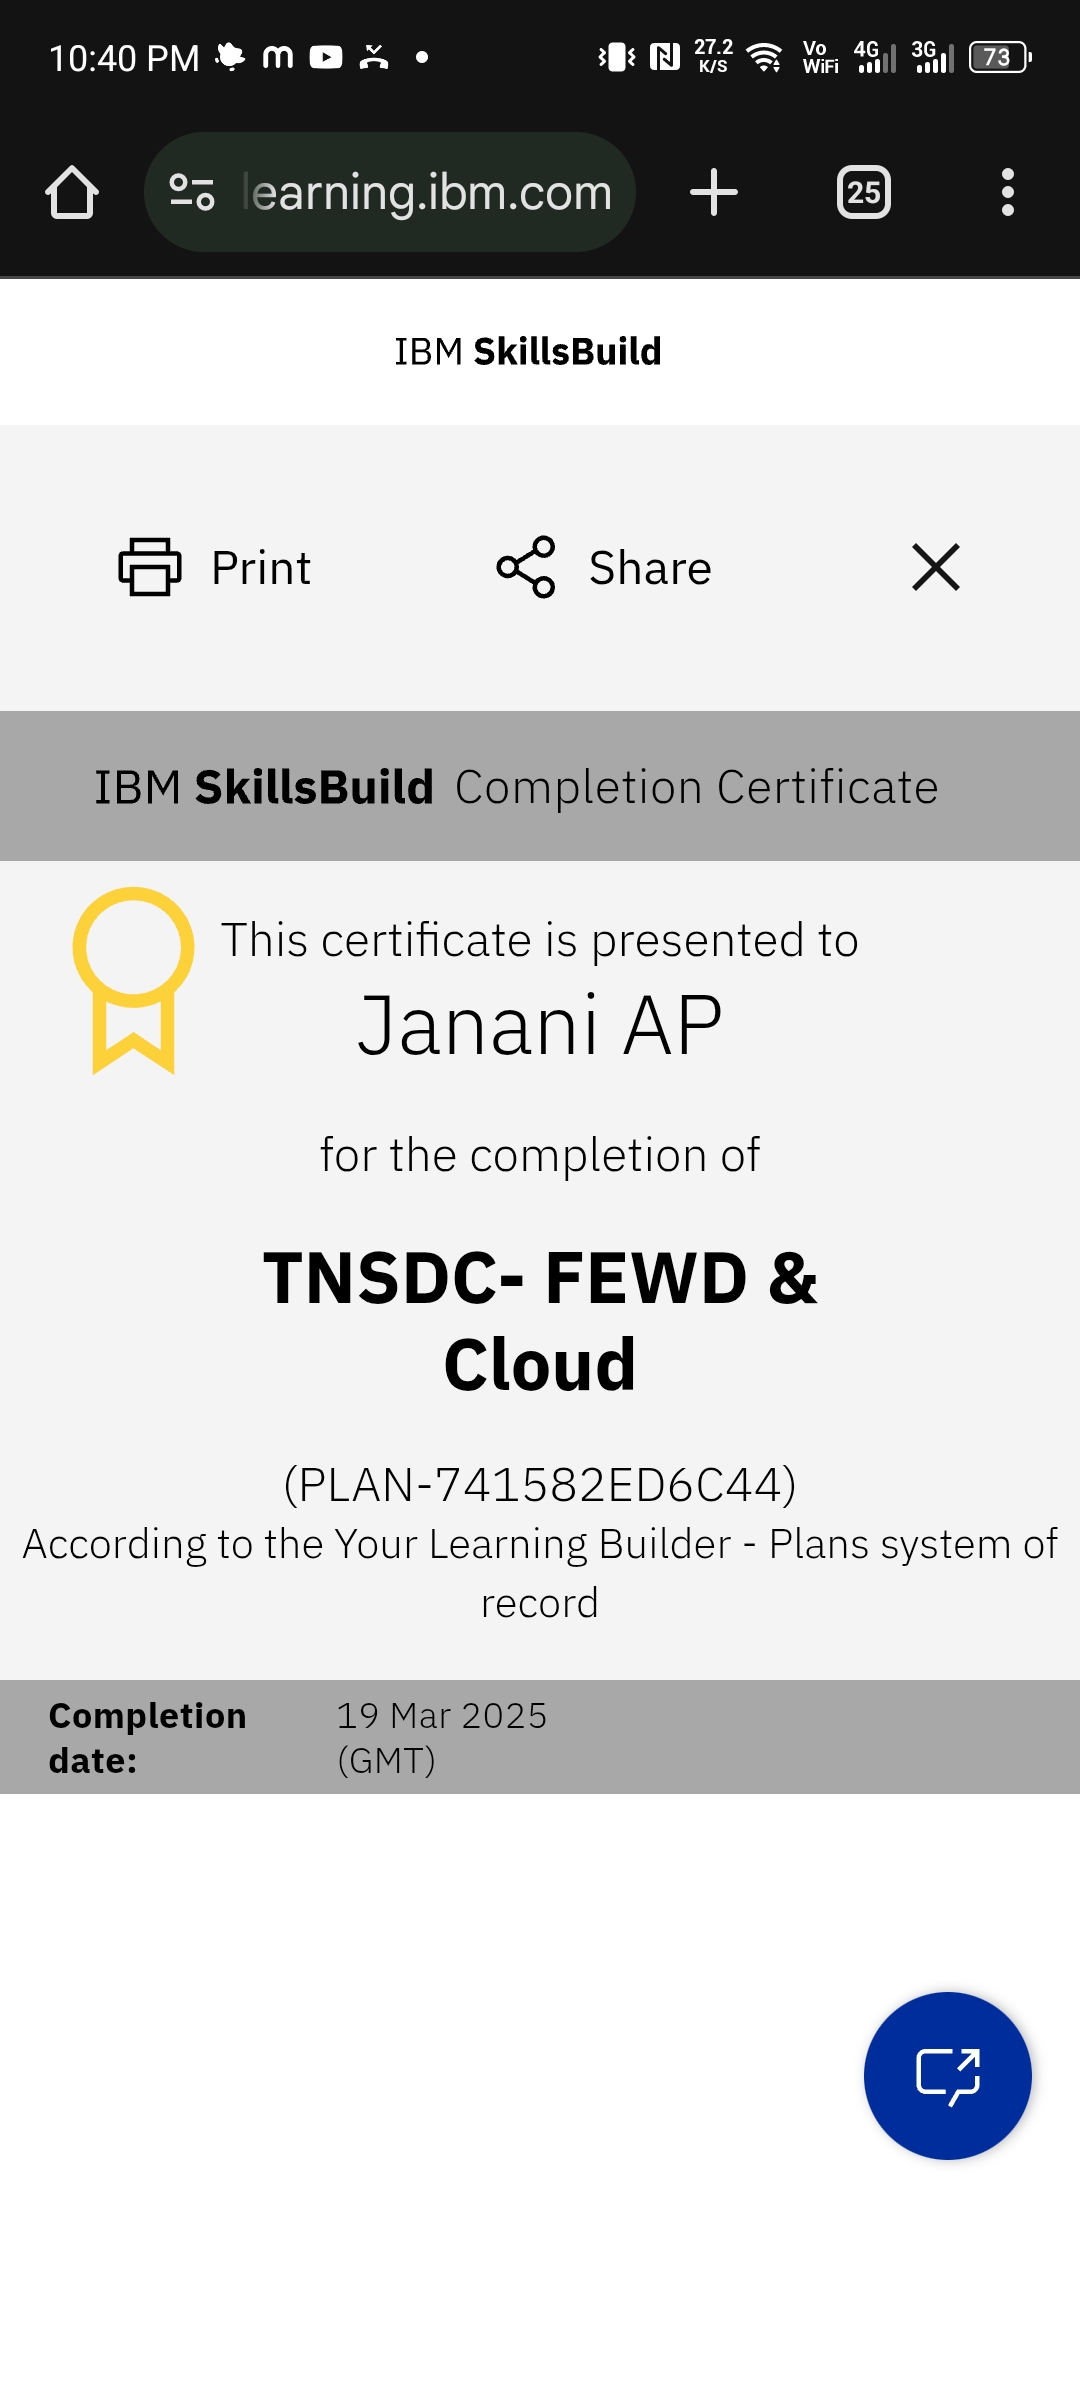 10:40 PM m 27.2 K/S Vo WiFi 4G 3G 73
learning.ibm.com 25
IBM SkillsBuild
Print Share
IBM SkillsBuild Completion Certificate
This certificate is presented to
Janani AP
for the completion of
TNSDC- FEWD &
Cloud
(PLAN-741582ED6C44)
According to the Your Learning Builder - Plans system of
record
Completion date: 19 Mar 2025 (GMT)